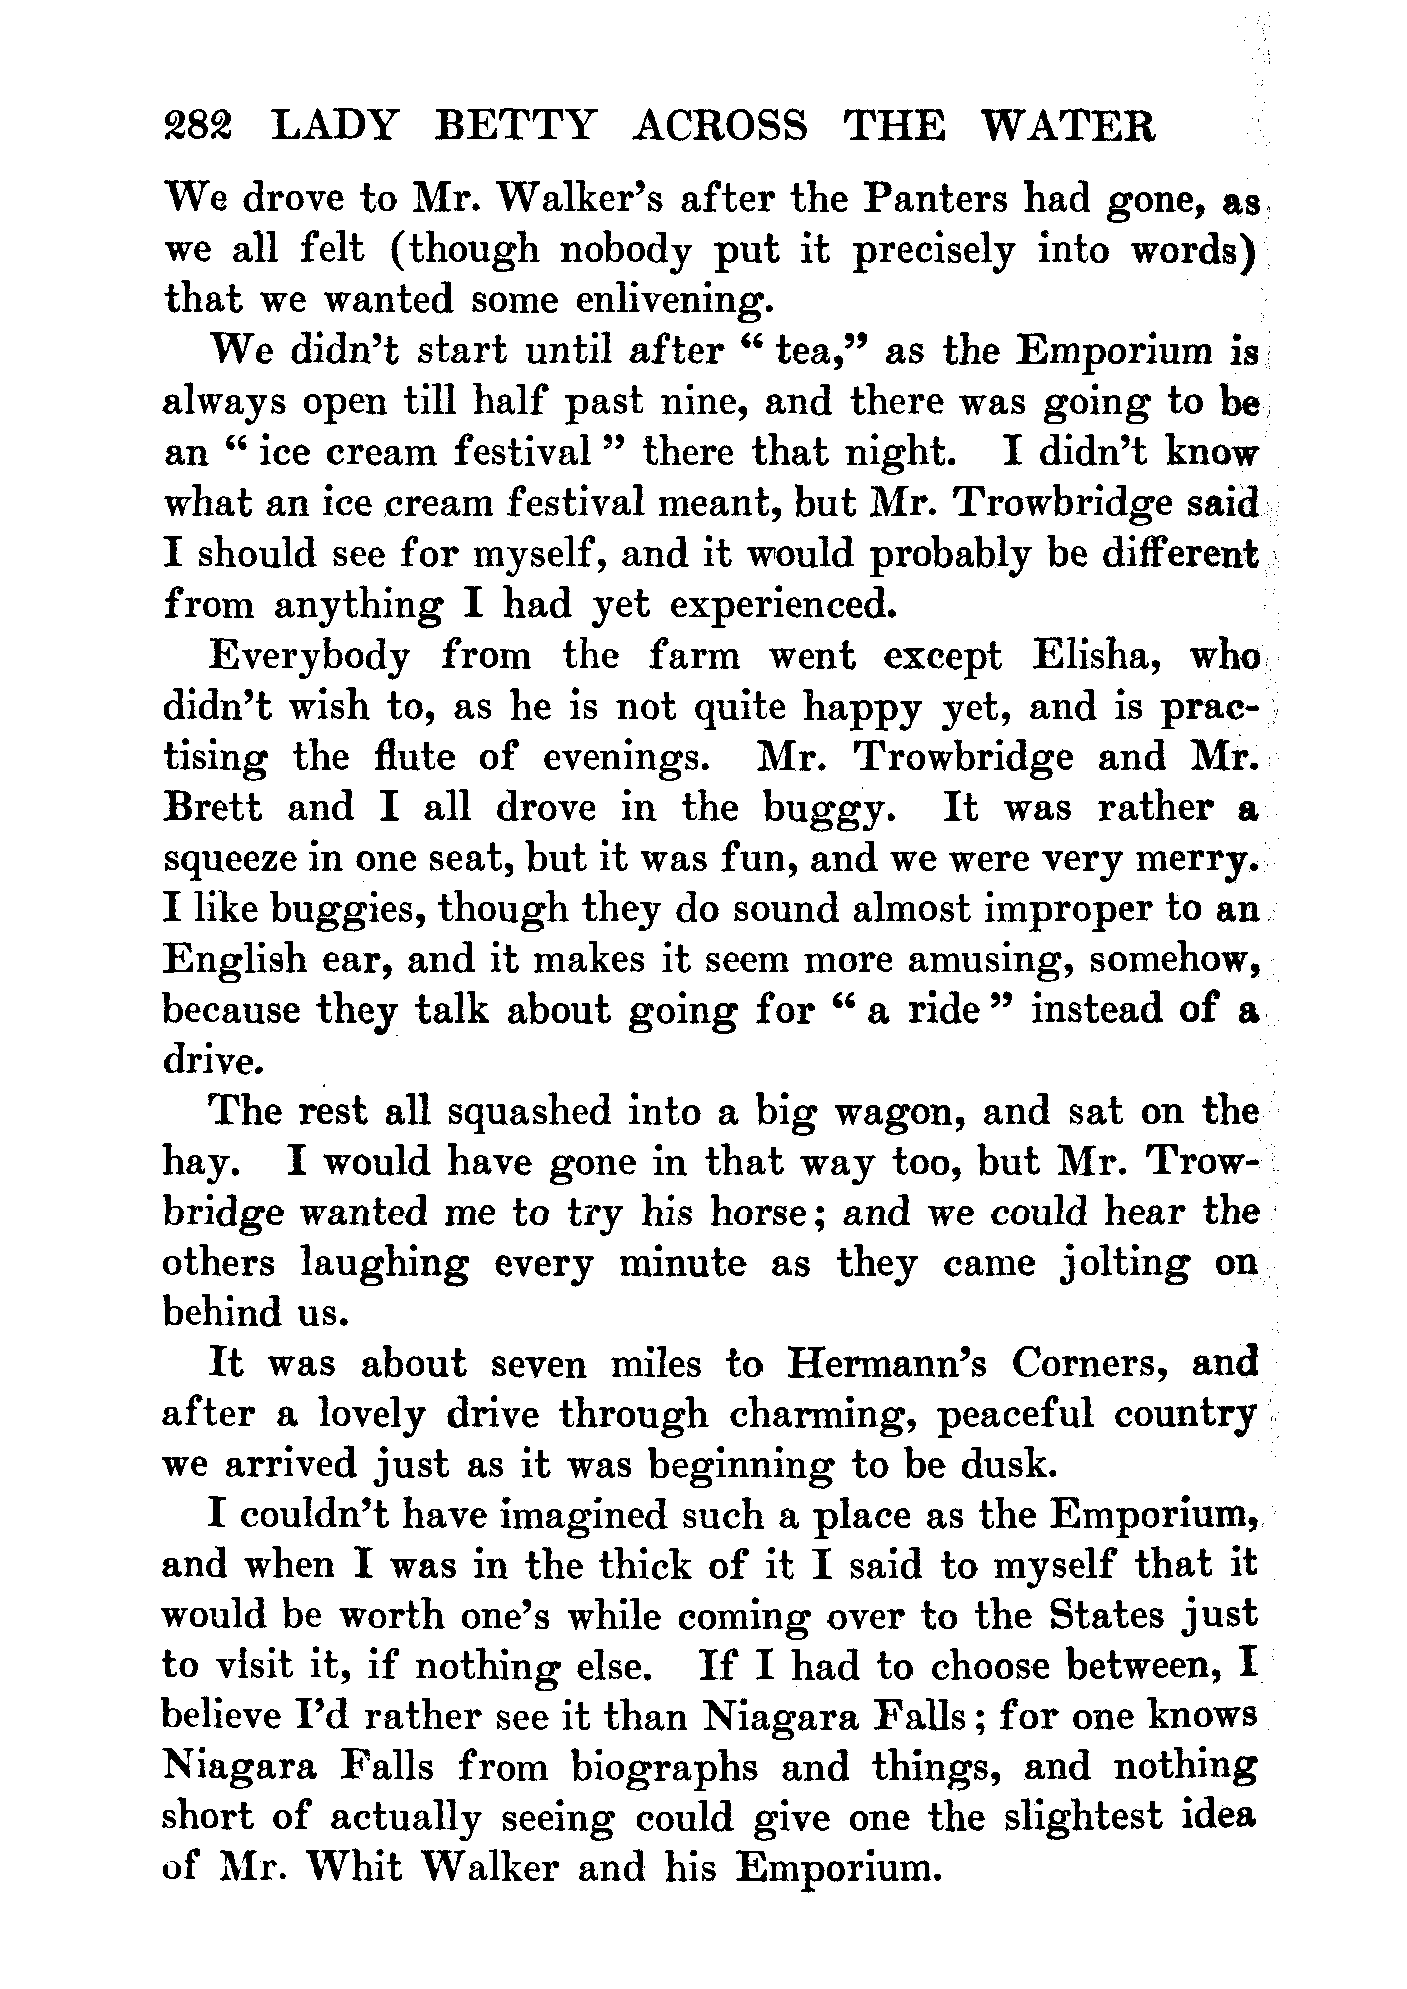 282 LADY BETTY ACROSS THE WATER
We drove to Mr. Walker's after the Panters had gone, as
we all felt (though nobody put it precisely into words)
that we wanted some enlivening.
We didn't start until after " tea," as the Emporium is
always open till half past nine, and there was going to be
an " ice cream festival " there that night. I didn't know
what an ice cream festival meant, but Mr. Trowbridge said
I should see for myself, and it would probably be different
from anything I had yet experienced.
Everybody from the farm went except Elisha, who
didn't wish to, as he is not quite happy yet, and is prac-
tising the flute of evenings. Mr. Trowbridge and Mr.
Brett and I all drove in the buggy. It was rather a
squeeze in one seat, but it was fun, and we were very merry.
I like buggies, though they do sound almost improper to an
English ear, and it makes it seem more amusing, somehow,
because they talk about going for " a ride " instead of a
drive.
The rest all squashed into a big wagon, and sat on the
hay. I would have gone in that way too, but Mr. Trow-
bridge wanted me to try his horse; and we could hear the
others laughing every minute as they came jolting on
behind us.
It was about seven miles to Hermann's Corners, and
after a lovely drive through charming, peaceful country
we arrived just as it was beginning to be dusk.
I couldn't have imagined such a place as the Emporium,
and when I was in the thick of it I said to myself that it
would be worth one's while coming over to the States just
to visit it, if nothing else. If I had to choose between, I
believe I'd rather see it than Niagara Falls; for one knows
Niagara Falls from biographs and things, and nothing
short of actually seeing could give one the slightest idea
of Mr. Whit Walker and his Emporium.